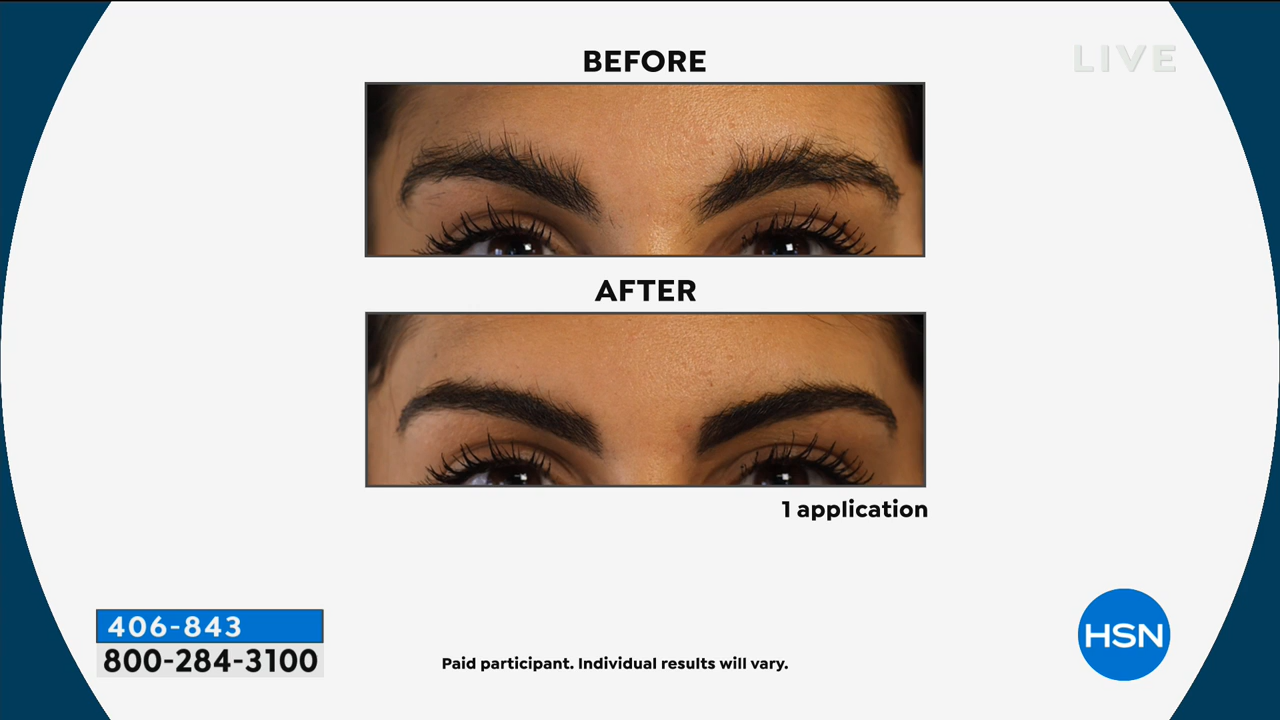 BEFORE
LIVE
AFTER
1 application
406-843
800-284-3100
Paid participant. Individual results will vary.
HSN